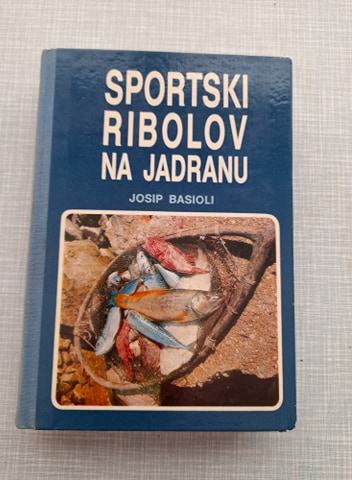 SPORTSKI
RIBOLOV
NA JADRANU
JOSIP BASIOLI